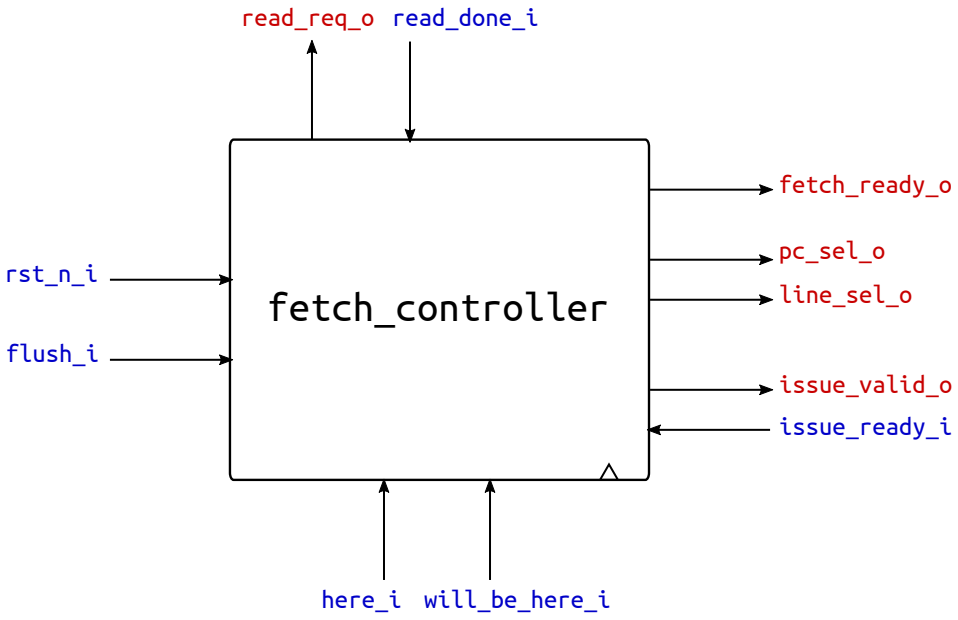 read_req_o read_done_i
fetch_ready_o
pc_sel_o
rst_n_i
line_sel_o
fetch_controller
flush_i
issue_valid_o
issue_ready_i
here_i will_be_here_i